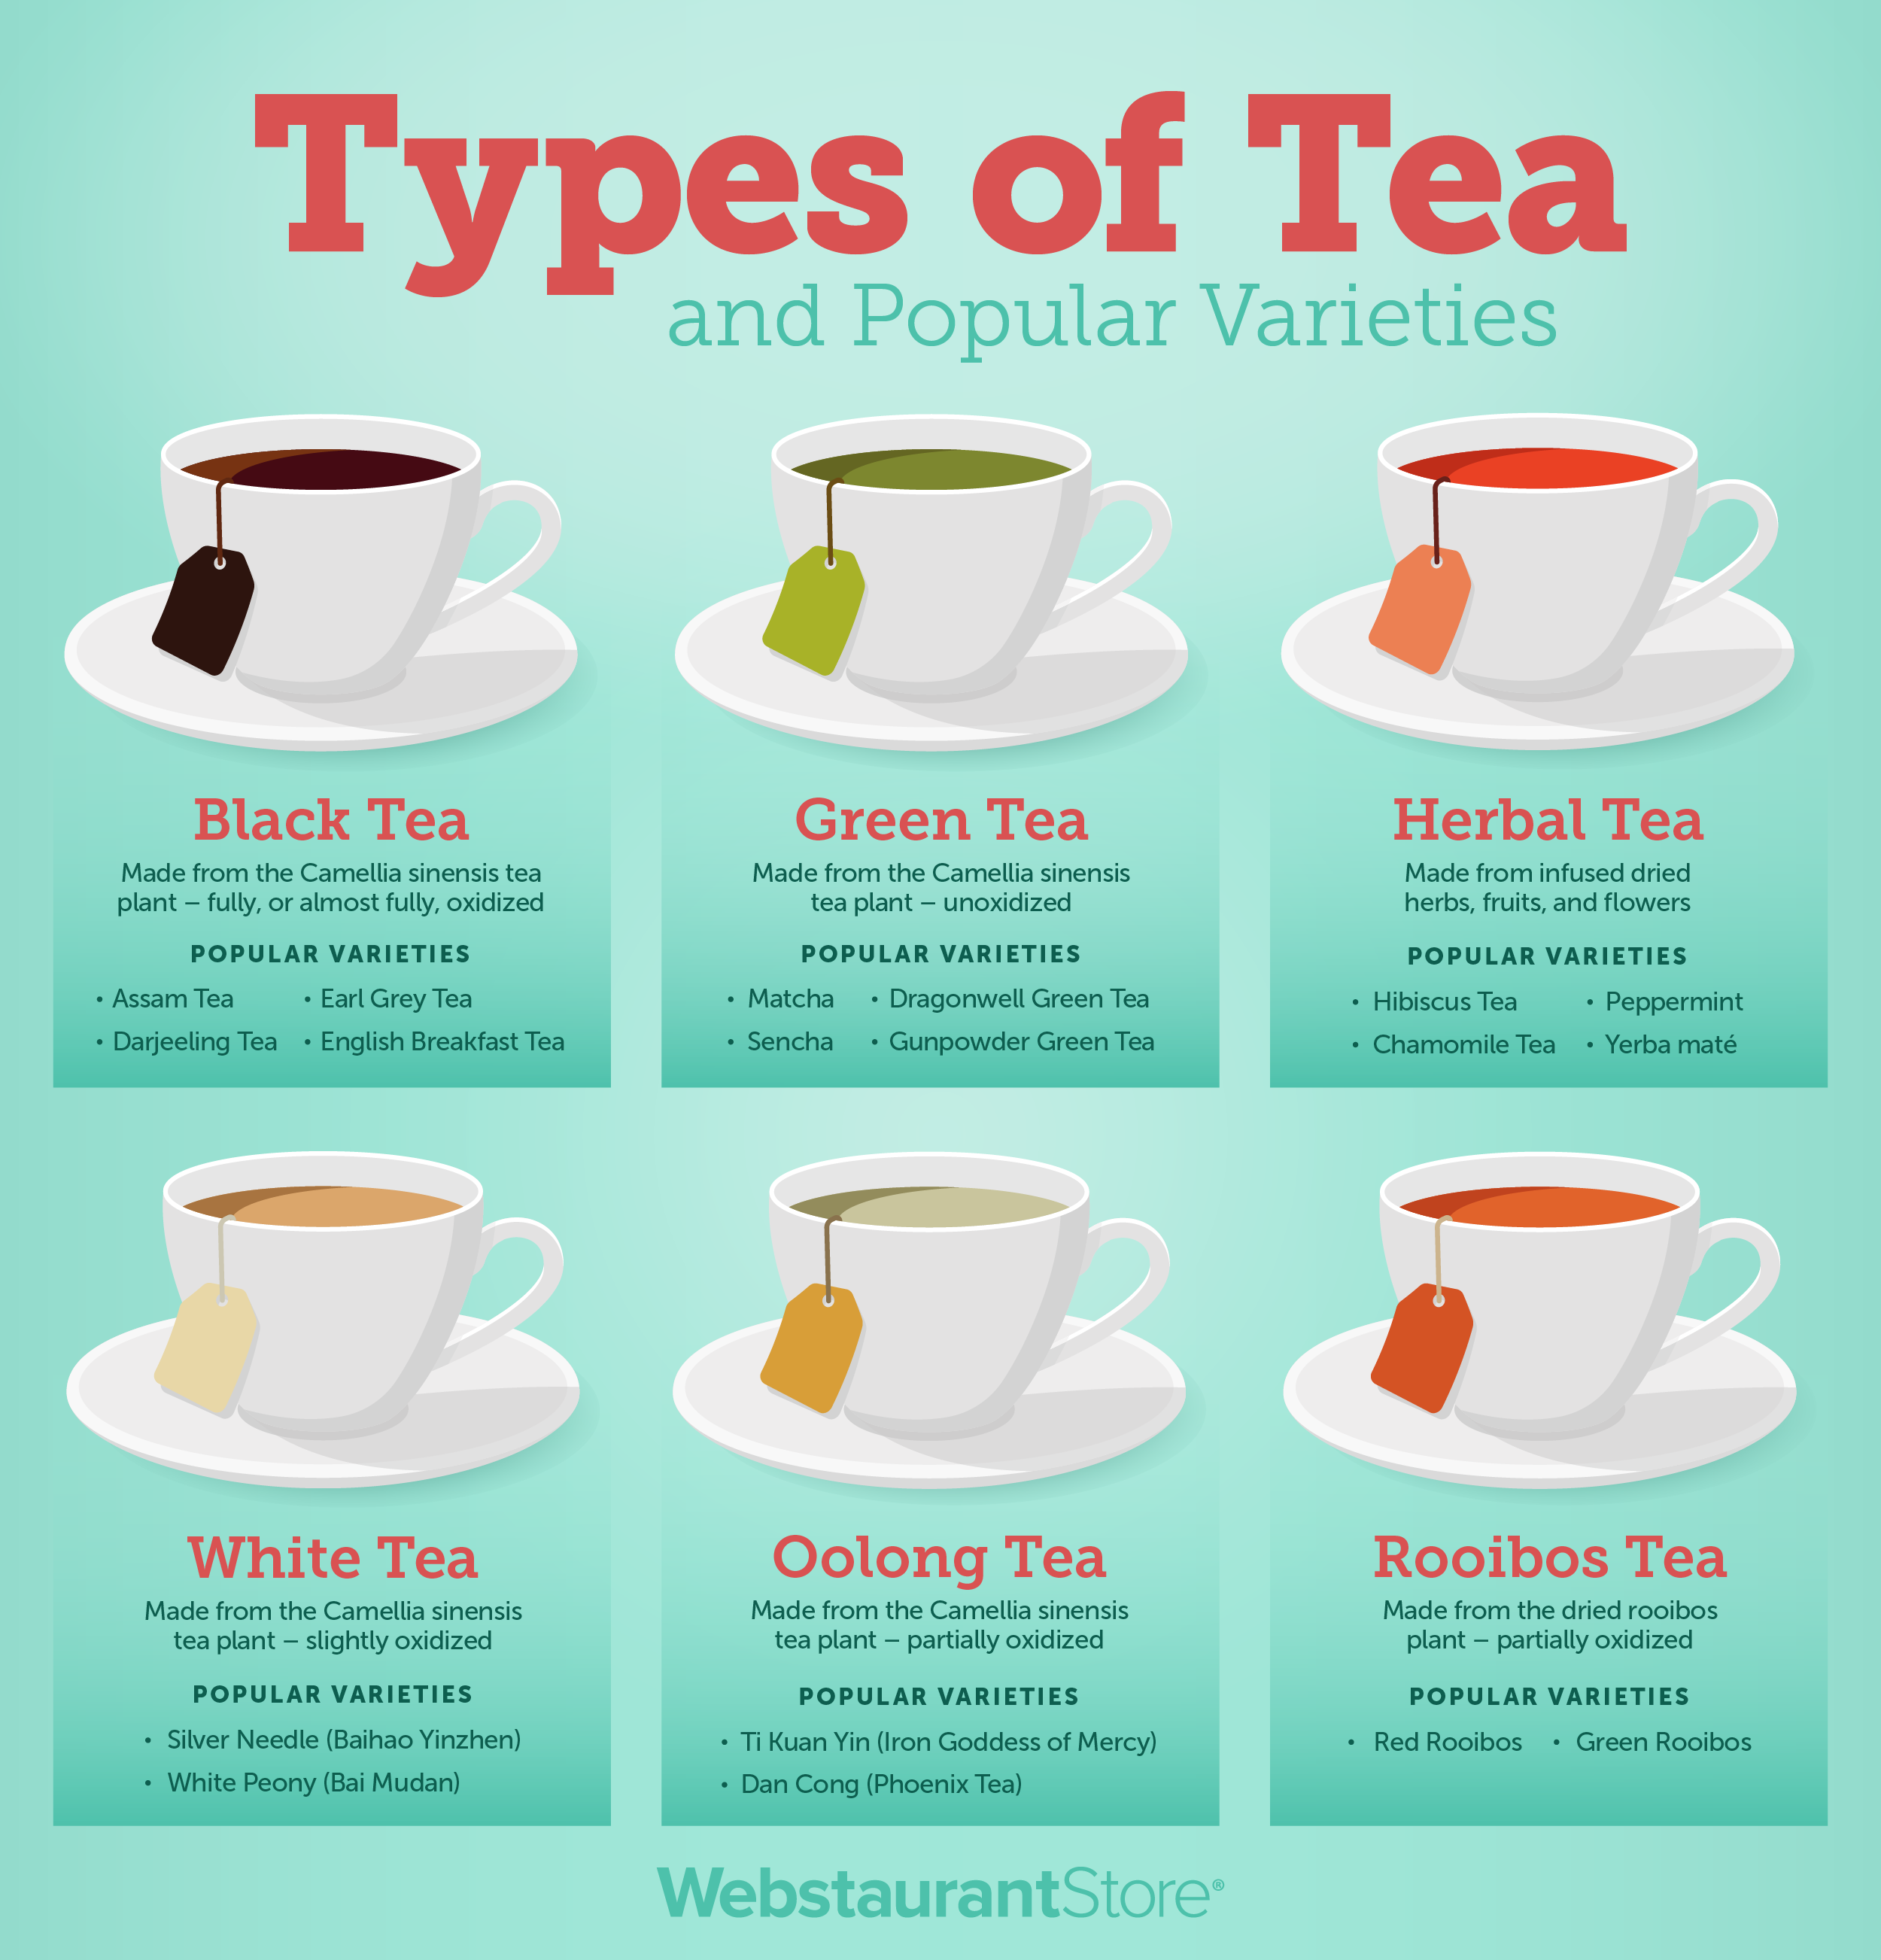 Types of Tea
and Popular Varieties
Black Tea
Made from the Camellia sinensis tea
plant – fully, or almost fully, oxidized
POPULAR VARIETIES
• Assam Tea • Earl Grey Tea
• Darjeeling Tea • English Breakfast Tea
Green Tea
Made from the Camellia sinensis
tea plant – unoxidized
POPULAR VARIETIES
• Matcha • Dragonwell Green Tea
• Sencha • Gunpowder Green Tea
Herbal Tea
Made from infused dried
herbs, fruits, and flowers
POPULAR VARIETIES
• Hibiscus Tea • Peppermint
• Chamomile Tea • Yerba maté
White Tea
Made from the Camellia sinensis
tea plant – slightly oxidized
POPULAR VARIETIES
• Silver Needle (Baihao Yinzhen)
• White Peony (Bai Mudan)
Oolong Tea
Made from the Camellia sinensis
tea plant – partially oxidized
POPULAR VARIETIES
• Ti Kuan Yin (Iron Goddess of Mercy)
• Dan Cong (Phoenix Tea)
Rooibos Tea
Made from the dried rooibos
plant – partially oxidized
POPULAR VARIETIES
• Red Rooibos • Green Rooibos
WebstaurantStore®